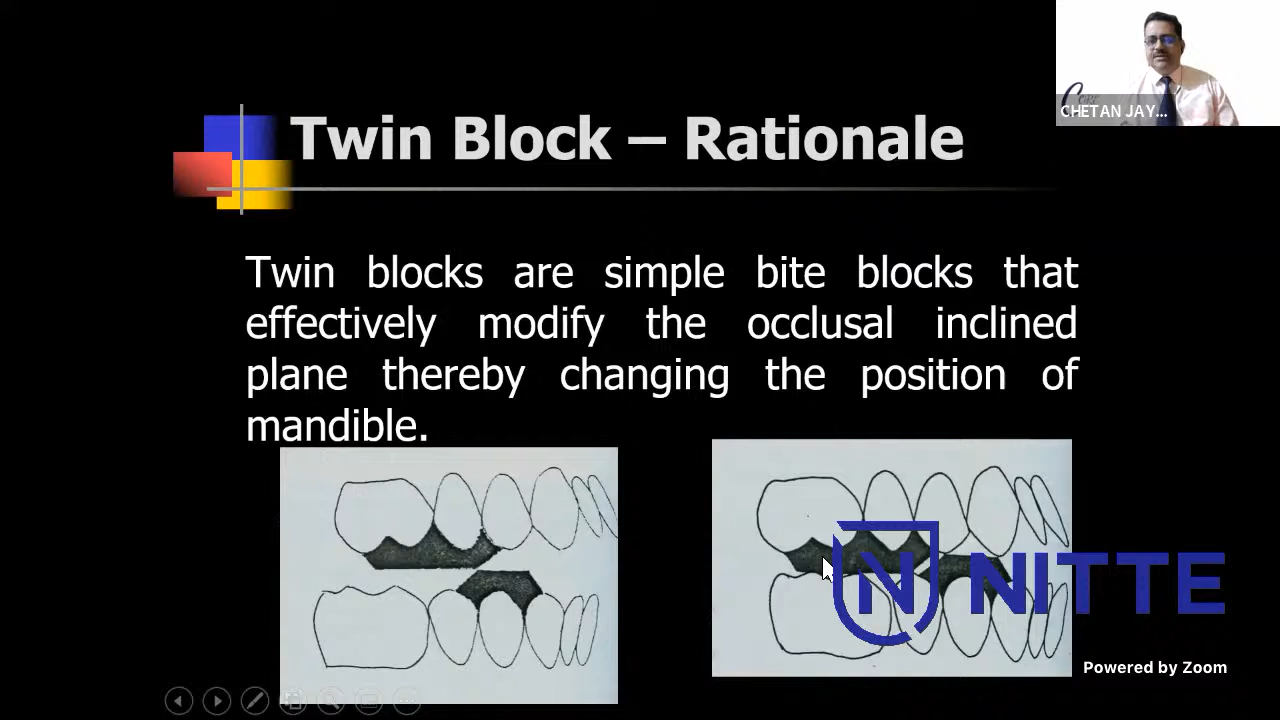 CHETAN JAY...
Twin Block – Rationale
Twin blocks are simple bite blocks that
effectively modify the occlusal inclined
plane thereby changing the position of
mandible.
N NITTE
Powered by Zoom